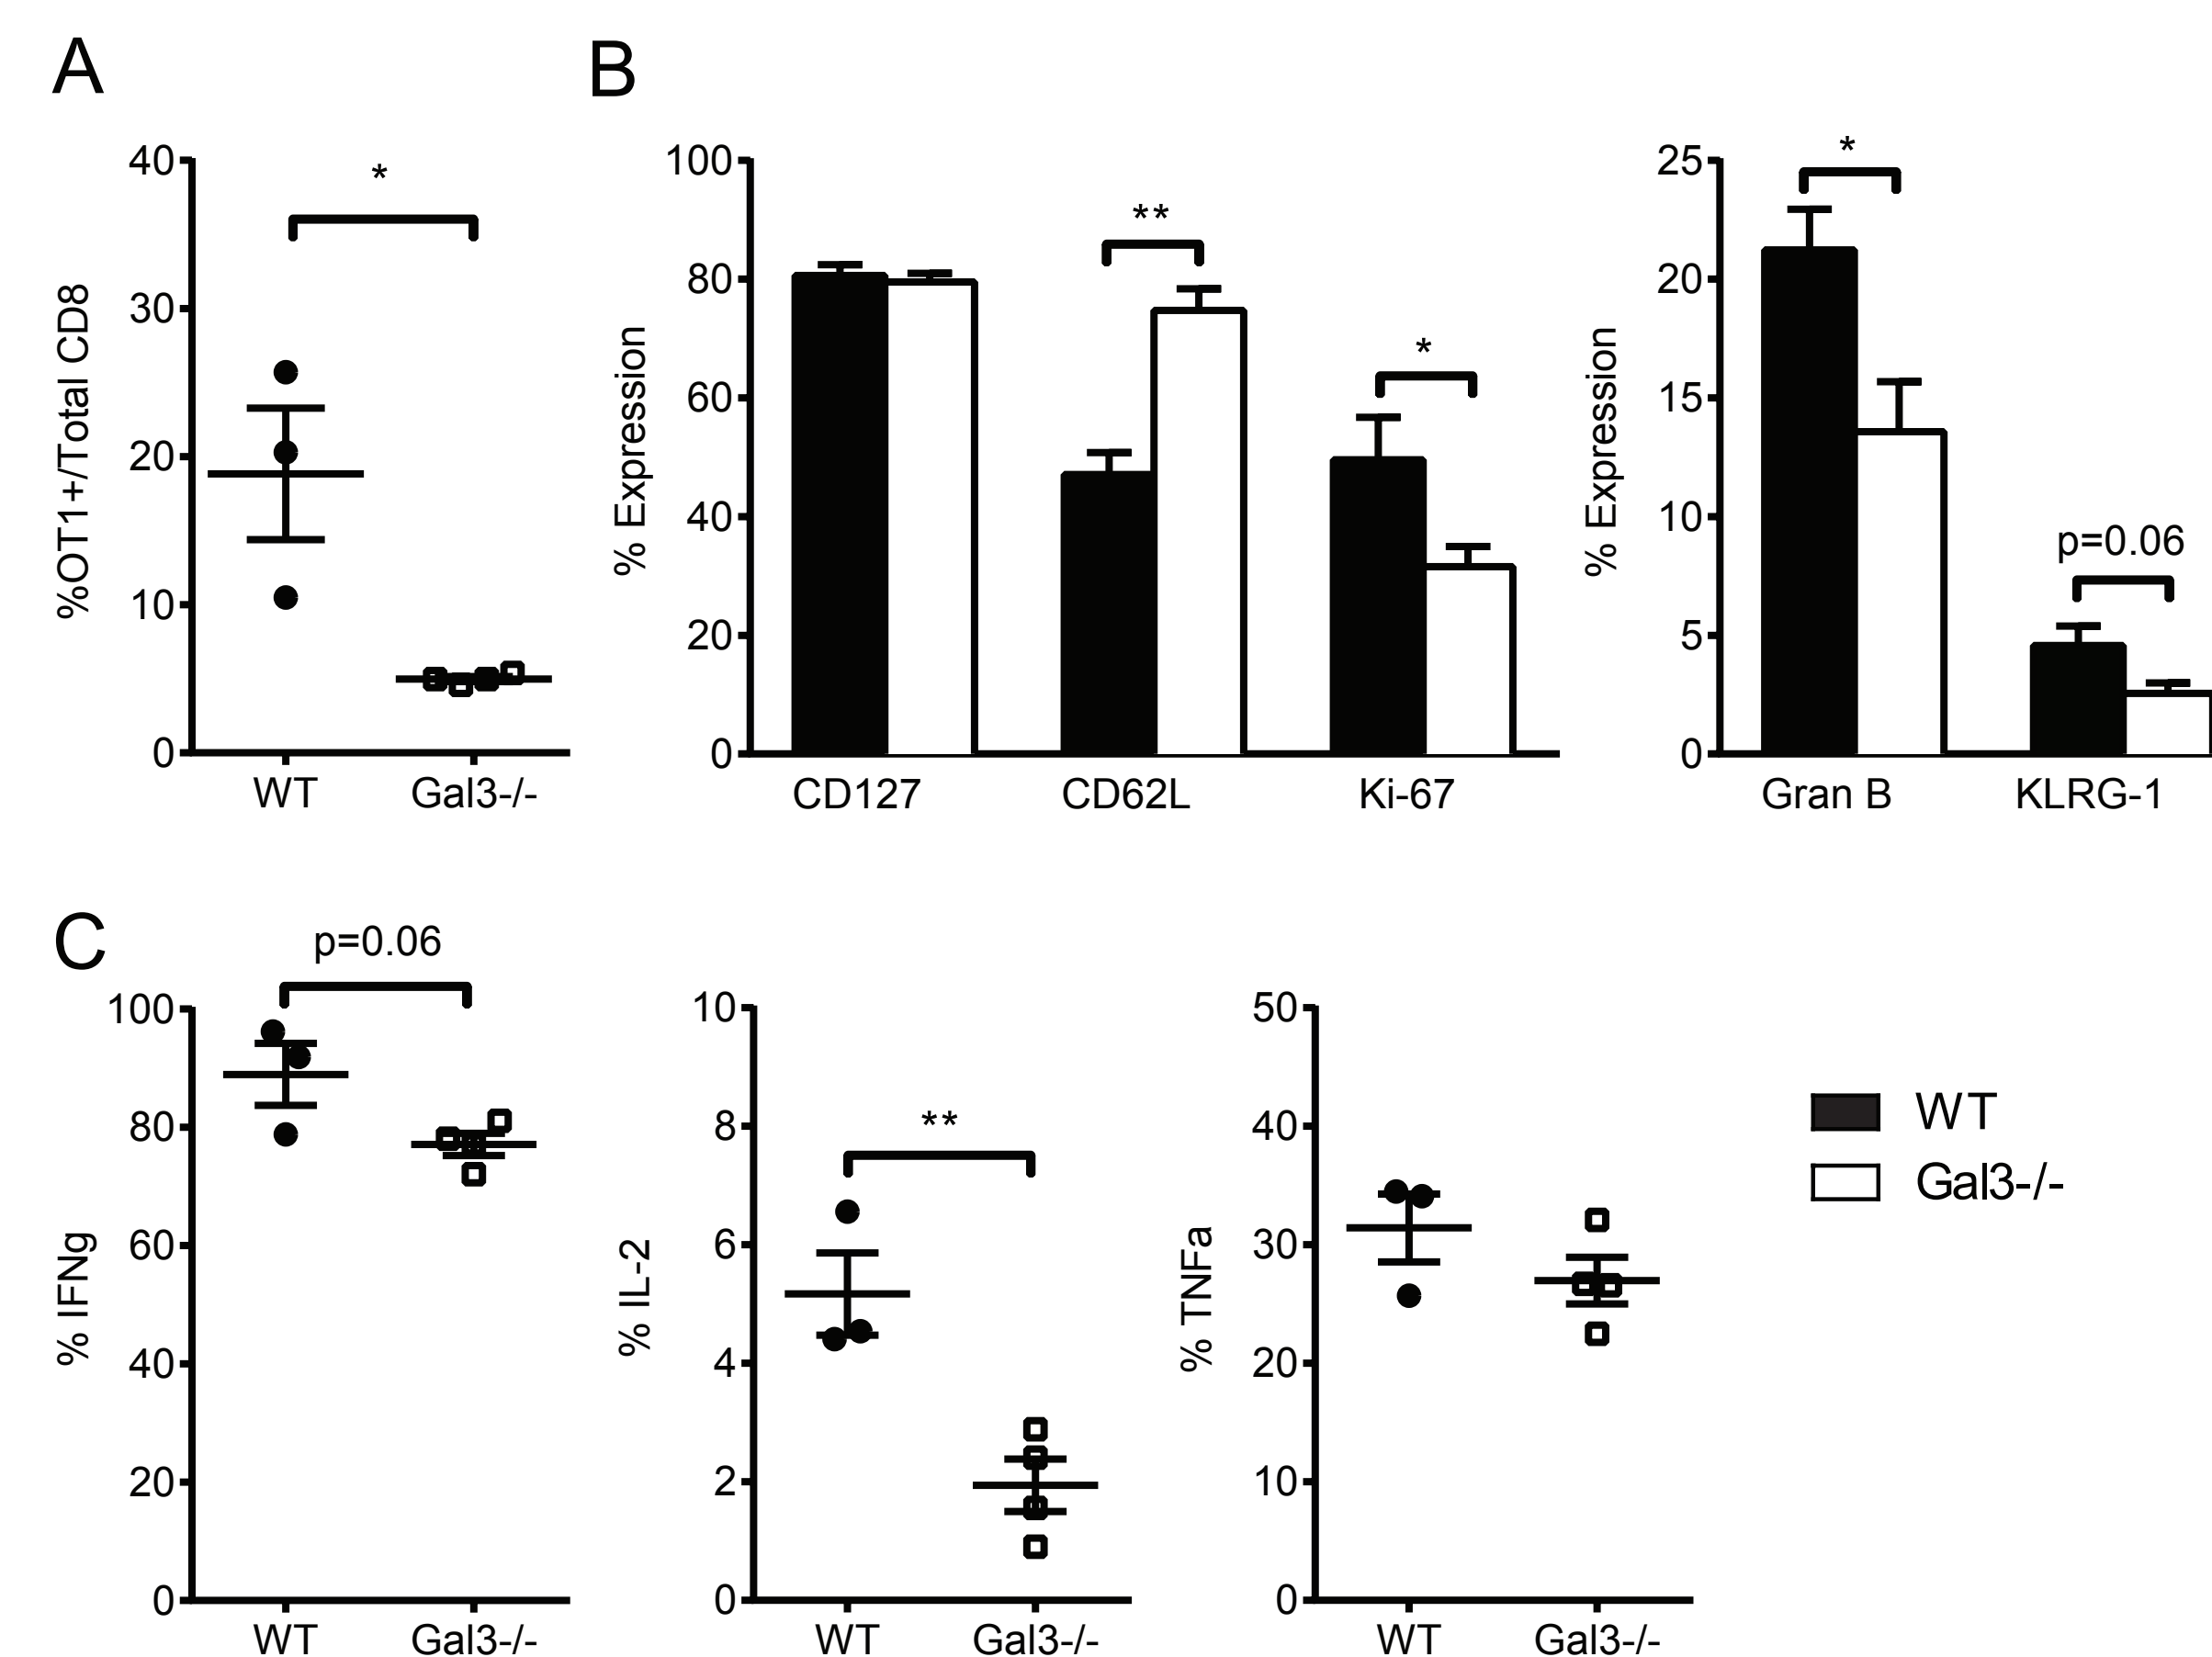 A
B
%OT1+/Total CD8
40
30
20
10
0
*
WT
Gal3-/-
% Expression
100
80
60
40
20
0
**
*
CD127
CD62L
Ki-67
% Expression
25
20
15
10
5
0
*
p=0.06
Gran B
KLRG-1
C
% IFNg
100
80
60
40
20
0
p=0.06
WT
Gal3-/-
% IL-2
10
8
6
4
2
0
**
WT
Gal3-/-
% TNFa
50
40
30
20
10
0
WT
Gal3-/-
WT
Gal3-/-